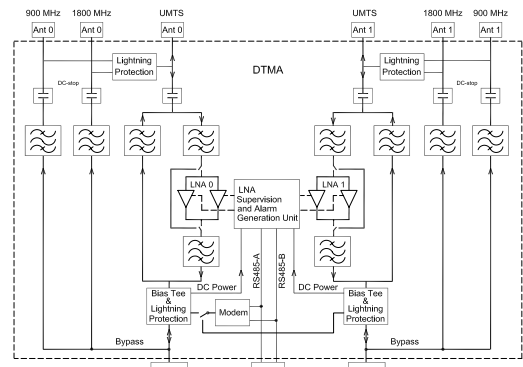 900 MHz 1800 MHz UMTS UMTS 1800 MHz 900 MHz
Ant 0 Ant 0 Ant 0 Ant 1 Ant 1 Ant 1
Lightning
Protection
DTMA
Lightning
Protection
DC-stop
DC-stop
LNA 0
LNA
Supervision
and Alarm
Generation Unit
LNA 1
RS485-A
RS485-B
DC Power
DC Power
Bias Tee
&
Lightning
Protection
Modem
Bias Tee
&
Lightning
Protection
Bypass
Bypass